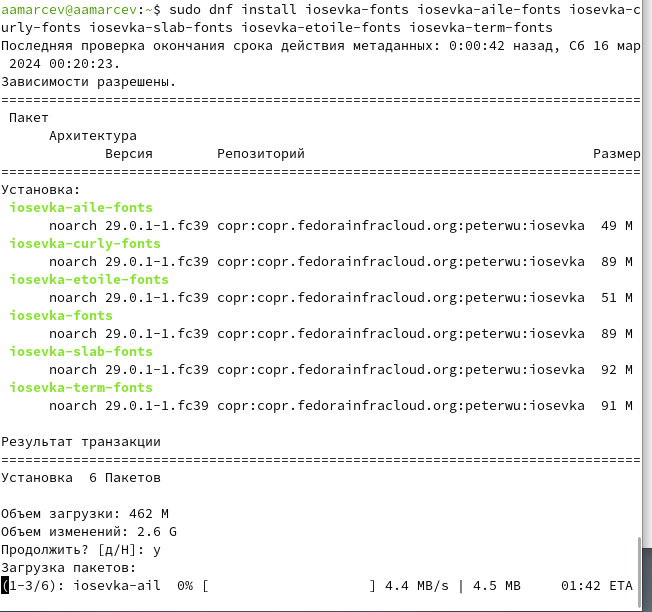 aamarcev@aamarcev:~$ sudo dnf install iosevka-fonts iosevka-aile-fonts iosevka-c
urly-fonts iosevka-slab-fonts iosevka-etoile-fonts iosevka-term-fonts
Последняя проверка окончания срока действия метаданных: 0:00:42 назад, Сб 16 мар
 2024 00:20:23.
Зависимости разрешены.
================================================================================
 Пакет
      Архитектура
             Версия        Репозиторий                                    Размер
================================================================================
Установка:
 iosevka-aile-fonts
      noarch 29.0.1-1.fc39 copr:copr.fedorainfracloud.org:peterwu:iosevka  49 M
 iosevka-curly-fonts
      noarch 29.0.1-1.fc39 copr:copr.fedorainfracloud.org:peterwu:iosevka  89 M
 iosevka-etoile-fonts
      noarch 29.0.1-1.fc39 copr:copr.fedorainfracloud.org:peterwu:iosevka  51 M
 iosevka-fonts
      noarch 29.0.1-1.fc39 copr:copr.fedorainfracloud.org:peterwu:iosevka  89 M
 iosevka-slab-fonts
      noarch 29.0.1-1.fc39 copr:copr.fedorainfracloud.org:peterwu:iosevka  92 M
 iosevka-term-fonts
      noarch 29.0.1-1.fc39 copr:copr.fedorainfracloud.org:peterwu:iosevka  91 M

Результат транзакции
================================================================================
Установка  6 Пакетов

Объем загрузки: 462 M
Объем изменений: 2.6 G
Продолжить? [д/Н]: y
Загрузка пакетов:
(1-3/6): iosevka-ail  0% [                    ] 4.4 MB/s | 4.5 MB     01:42 ETA